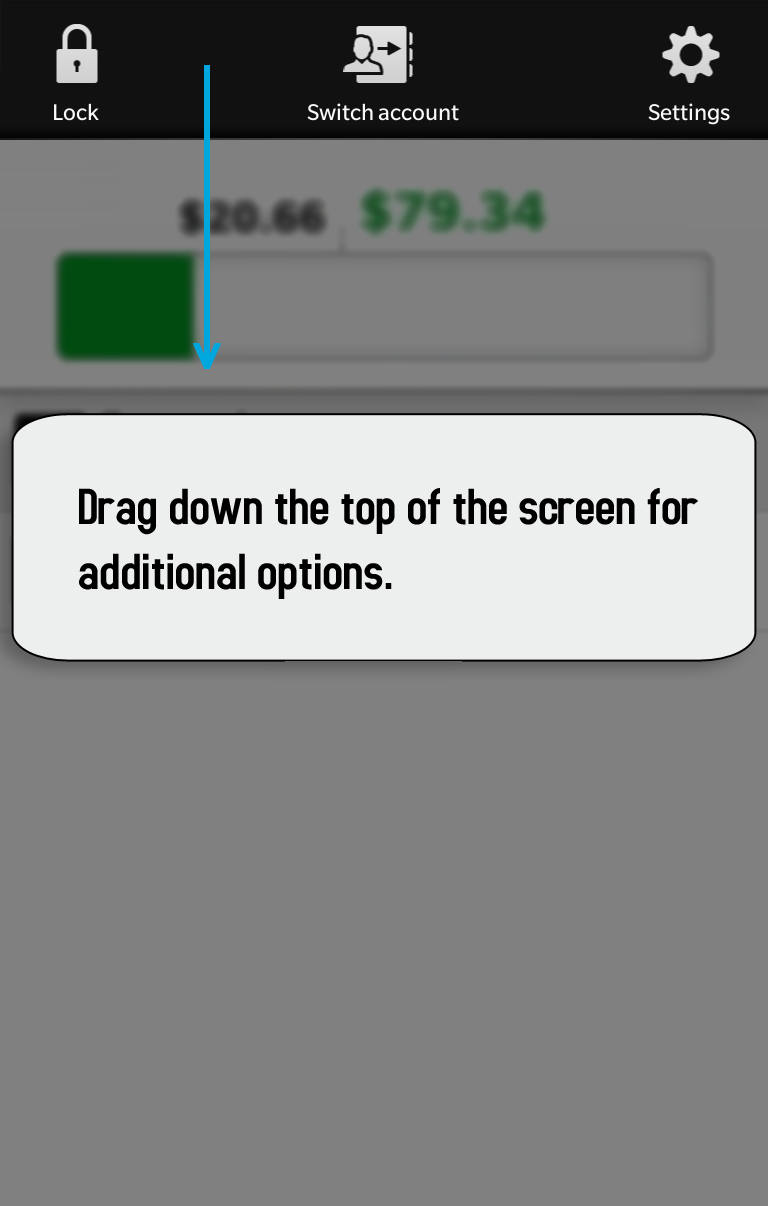 Lock Switch account Settings
$20.66 $79.34
Drag down the top of the screen for
additional options.